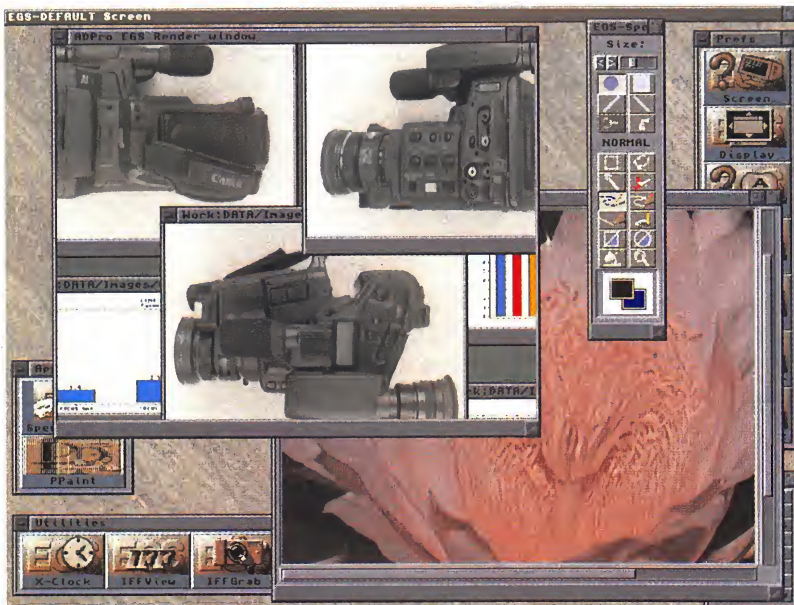 EGS-DEFAULT Screen
ADPro EGS Render window
EGS-Spe
Size:
NORMAL
Prefs
Screen
Display
A
Canon
Work:DATA/Image
:DATA/Images/
k:DATA/I
PPaint
Utilities
X-Clock
IFFView
IFFGrab